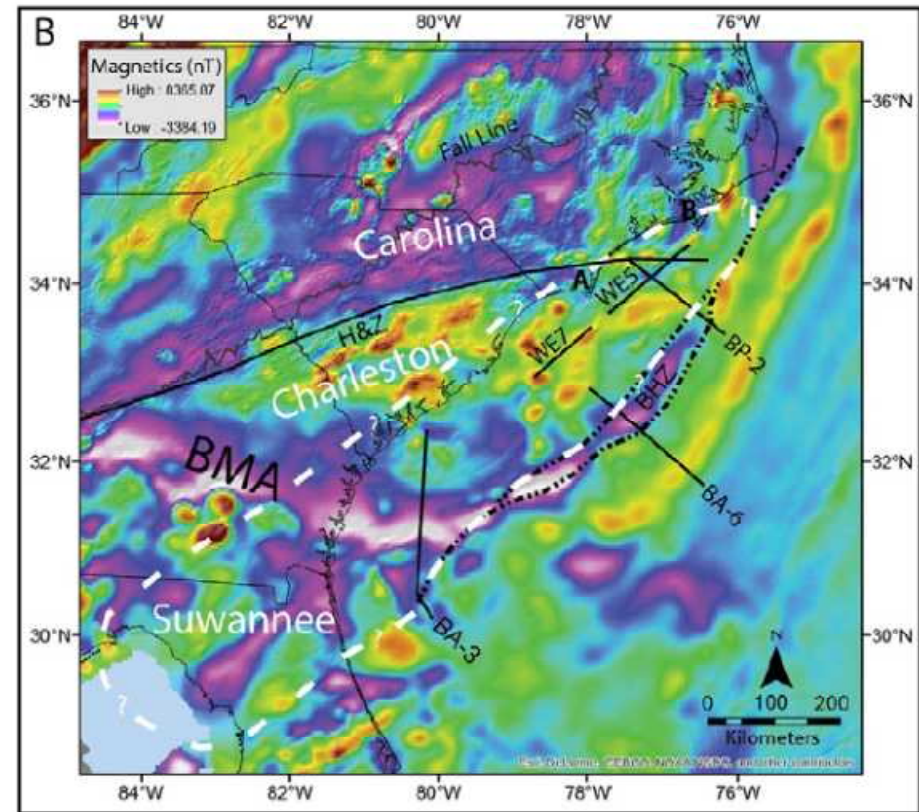 B
84°W 82°W 80°W 78°W 76°W
Magnetics (nT)
High : 8365.07
Low : -3384.19
36°N
36°N
Fall Line
B
Carolina
?
34°N
A
WE5
34°N
?
H&Z
WE7
BP-2
Charleston
?
BHZ
?
32°N
BMA
BA-6
32°N
Suwannee
?
30°N
BA-3
30°N
?
z
0 100 200
Kilometers
84°W 82°W 80°W 78°W 76°W